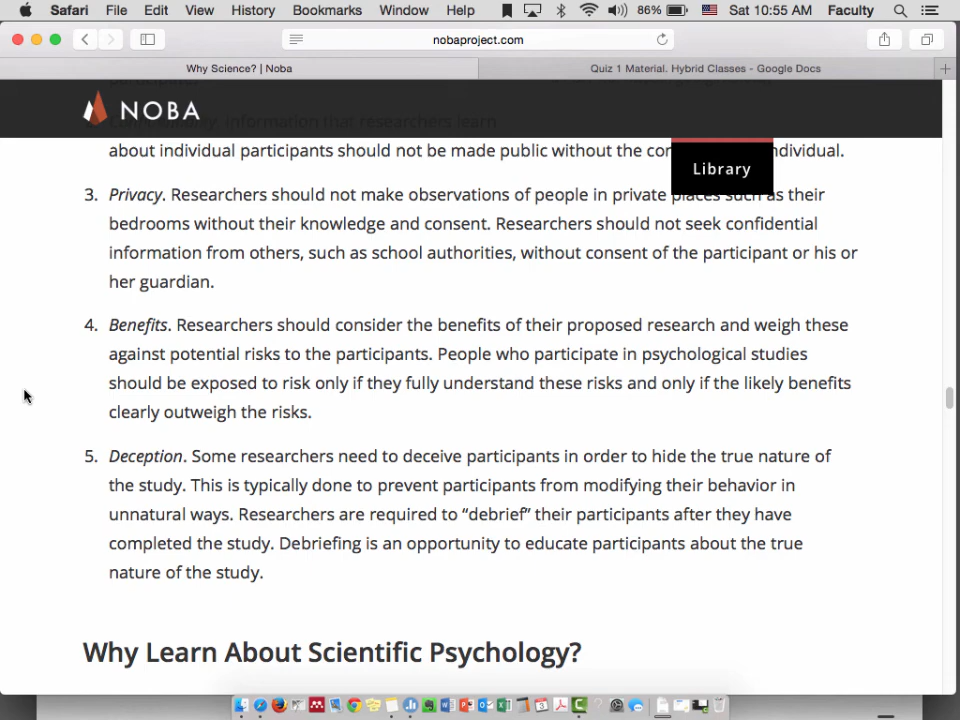 Safari File Edit View History Bookmarks Window Help 86% Sat 10:55 AM Faculty
nobaproject.com
Why Science? | Noba Quiz 1 Material. Hybrid Classes - Google Docs
NOBA
information that researchers learn
about individual participants should not be made public without the
Library
3. Privacy. Researchers should not make observations of people in private places such as their
bedrooms without their knowledge and consent. Researchers should not seek confidential
information from others, such as school authorities, without consent of the participant or his or
her guardian.
4. Benefits. Researchers should consider the benefits of their proposed research and weigh these
against potential risks to the participants. People who participate in psychological studies
should be exposed to risk only if they fully understand these risks and only if the likely benefits
clearly outweigh the risks.
5. Deception. Some researchers need to deceive participants in order to hide the true nature of
the study. This is typically done to prevent participants from modifying their behavior in
unnatural ways. Researchers are required to “debrief” their participants after they have
completed the study. Debriefing is an opportunity to educate participants about the true
nature of the study.
Why Learn About Scientific Psychology?